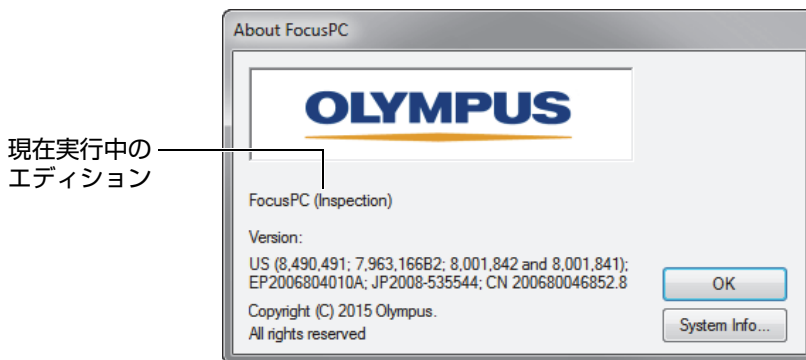 About FocusPC
OLYMPUS
現在実行中の
エディション
FocusPC (Inspection)
Version:
US (8,490,491; 7,963,166B2; 8,001,842 and 8,001,841);
EP2006804010A; JP2008-535544; CN 200680046852.8
OK
Copyright (C) 2015 Olympus.
All rights reserved
System Info...